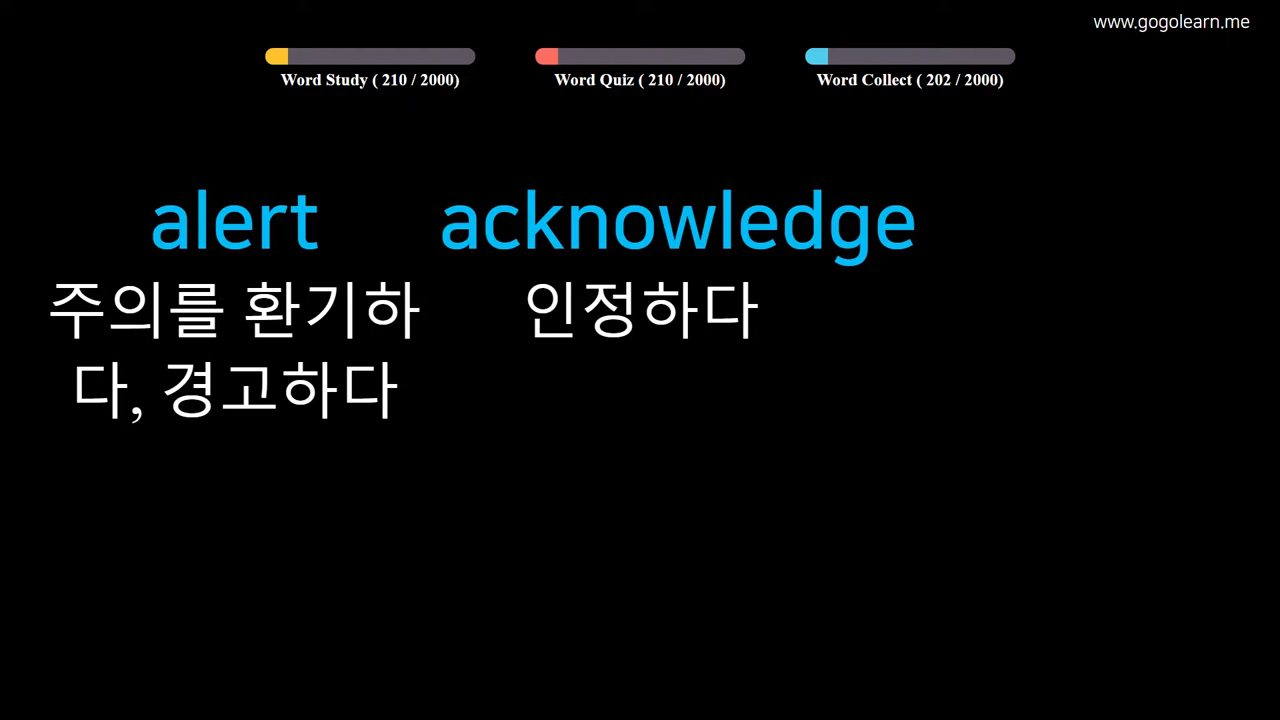 www.gogolearn.me
Word Study ( 210 / 2000)
Word Quiz ( 210 / 2000)
Word Collect ( 202 / 2000)
alert
주의를 환기하
다, 경고하다
acknowledge
인정하다